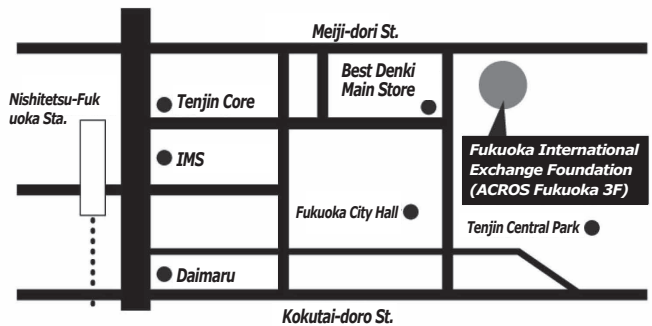 Meiji-dori St.
Best Denki
Main Store
Nishitetsu-Fuk
uoka Sta.
Tenjin Core
Fukuoka International
Exchange Foundation
(ACROS Fukuoka 3F)
IMS
Fukuoka City Hall
Tenjin Central Park
Daimaru
Kokutai-doro St.